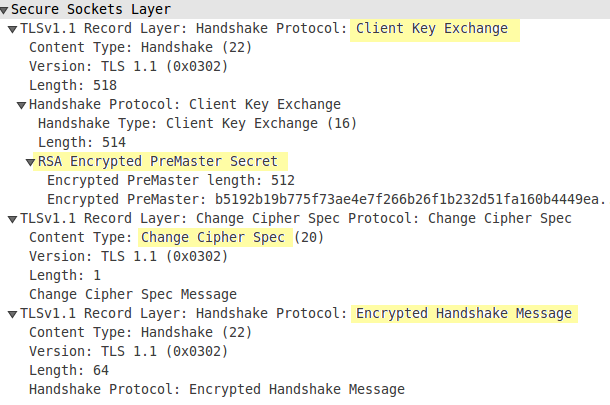 Secure Sockets Layer
TLSv1.1 Record Layer: Handshake Protocol: Client Key Exchange
Content Type: Handshake (22)
Version: TLS 1.1 (0x0302)
Length: 518
Handshake Protocol: Client Key Exchange
Handshake Type: Client Key Exchange (16)
Length: 514
RSA Encrypted PreMaster Secret
Encrypted PreMaster length: 512
Encrypted PreMaster: b5192b19b775f73ae4e7f266b26f1b232d51fa160b4449ea.
TLSv1.1 Record Layer: Change Cipher Spec Protocol: Change Cipher Spec
Content Type: Change Cipher Spec (20)
Version: TLS 1.1 (0x0302)
Length: 1
Change Cipher Spec Message
TLSv1.1 Record Layer: Handshake Protocol: Encrypted Handshake Message
Content Type: Handshake (22)
Version: TLS 1.1 (0x0302)
Length: 64
Handshake Protocol: Encrypted Handshake Message